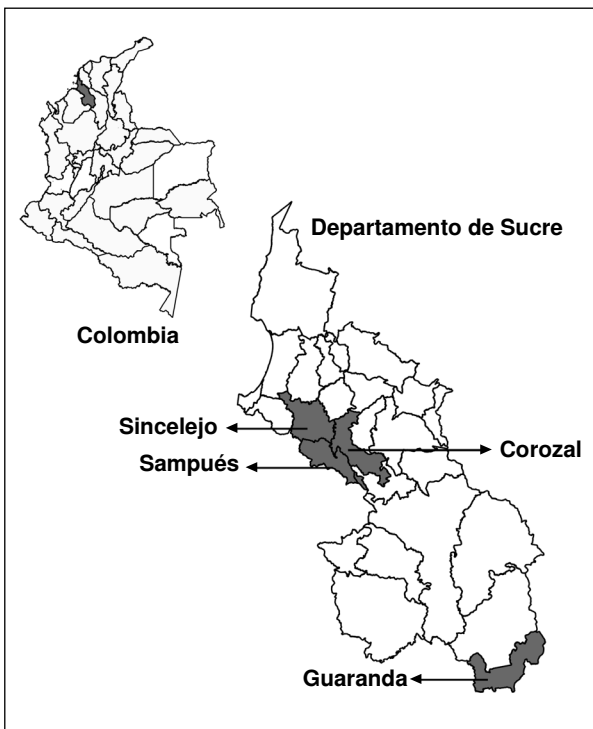 Departamento de Sucre
Colombia
Sincelejo
Corozal
Sampués
Guaranda